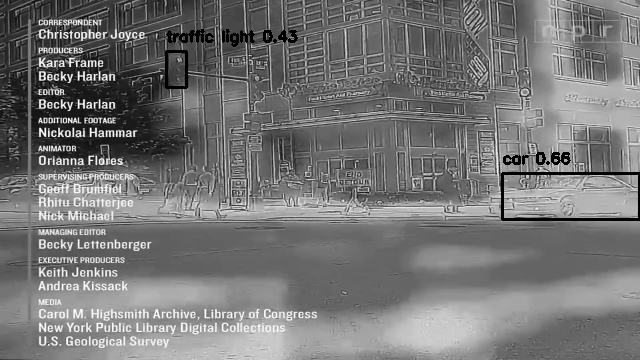 CORRESPONDENT
Christopher Joyce
PRODUCERS
Kara Frame
Becky Harlan
EDITOR
Becky Harlan
ADDITIONAL FOOTAGE
Nickolai Hammar
ANIMATOR
Orianna Flores
SUPERVISING PRODUCERS
Geoff Brumfiel
Rhitu Chatterjee
Nick Michael
MANAGING EDITOR
Becky Lettenberger
EXECUTIVE PRODUCERS
Keith Jenkins
Andrea Kissack
MEDIA
Carol M. Highsmith Archive, Library of Congress
New York Public Library Digital Collections
U.S. Geological Survey
traffic light 0.43
npr
car 0.66